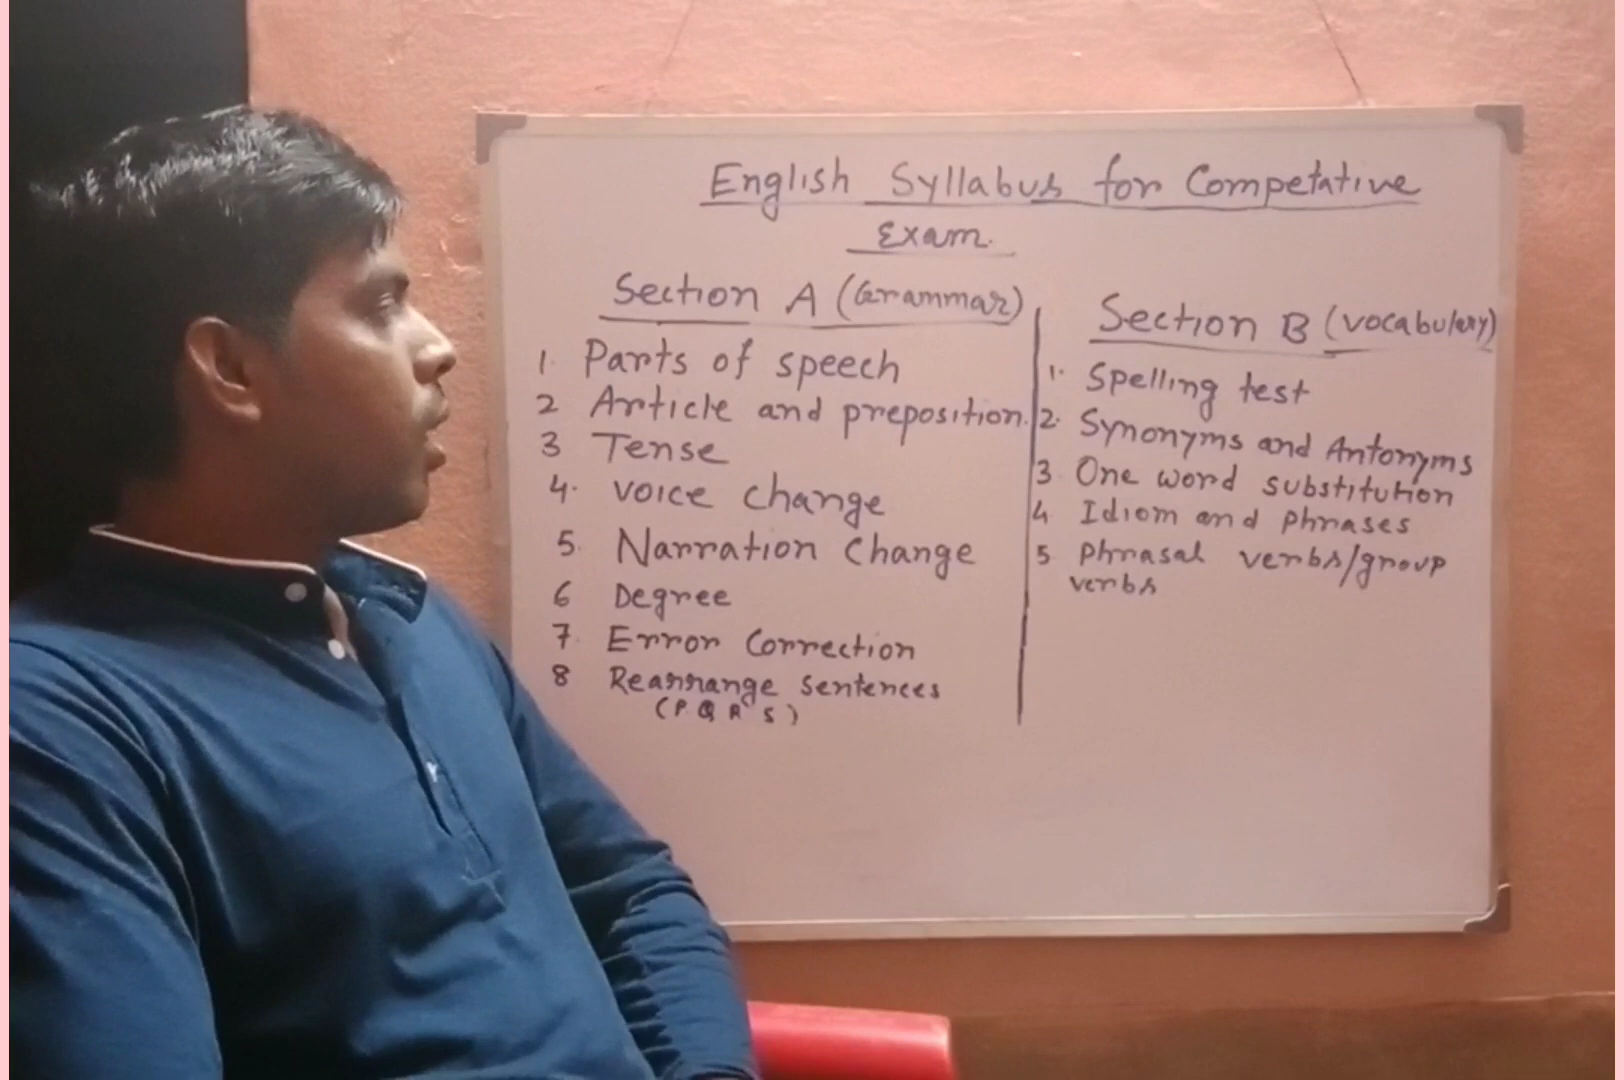 English Syllabus for Competative
Exam.
Section A (Grammar)
1. Parts of speech
2 Article and preposition.
3 Tense
4. voice change
5. Narration change
6 Degree
7. Error Correction
8 Rearrange sentences
(P Q R S)
Section B (vocabulary)
1. Spelling test
2. Synonyms and Antonyms
3 One word substitution
4 Idiom and phrases
5 Phrasal verbs/group
verbs